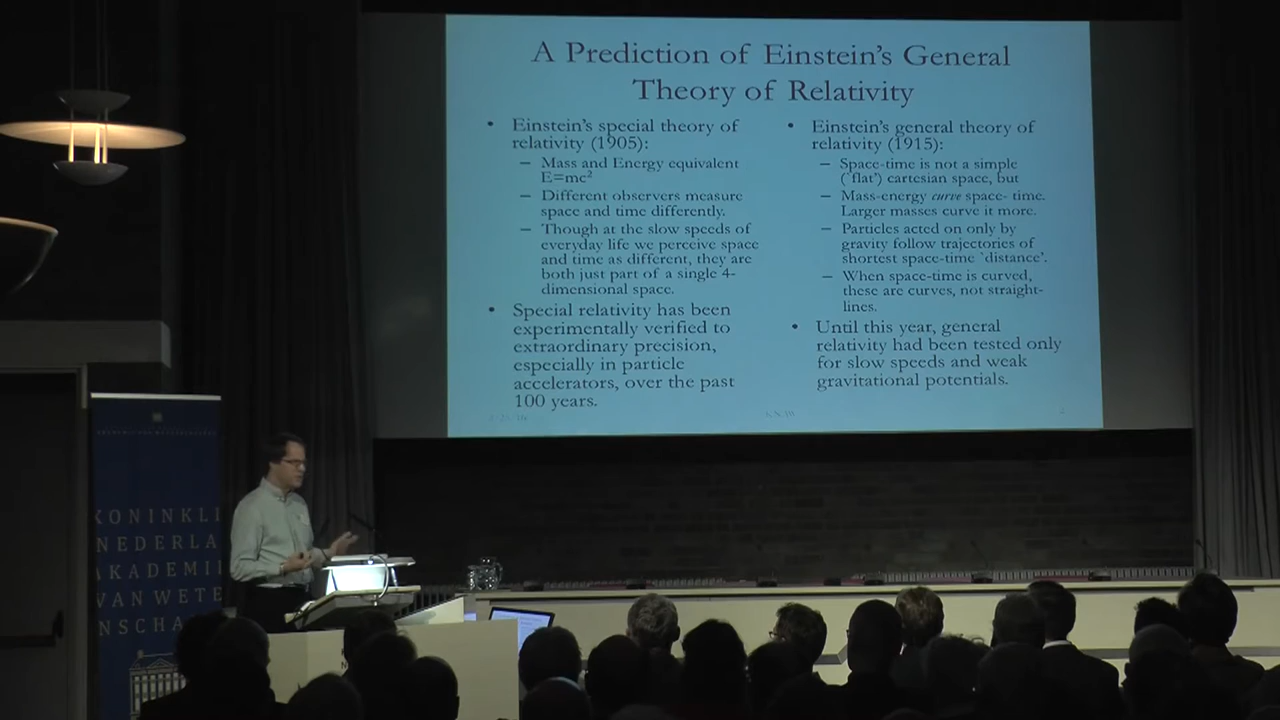 A Prediction of Einstein's General
Theory of Relativity
• Einstein's special theory of
relativity (1905):
– Mass and Energy equivalent
E=mc²
– Different observers measure
space and time differently.
– Though at the slow speeds of
everyday life we perceive space
and time as different, they are
both just part of a single 4-
dimensional space.
• Special relativity has been
experimentally verified to
extraordinary precision,
especially in particle
accelerators, over the past
100 years.
• Einstein's general theory of
relativity (1915):
– Space-time is not a simple
(`flat') cartesian space, but
– Mass-energy curve space- time.
Larger masses curve it more.
– Particles acted on only by
gravity follow trajectories of
shortest space-time `distance'.
– When space-time is curved,
these are curves, not straight-
lines.
• Until this year, general
relativity had been tested only
for slow speeds and weak
gravitational potentials.
KONINKLI
NEDERLA
AKADEMI
VAN WETE
NSCHA